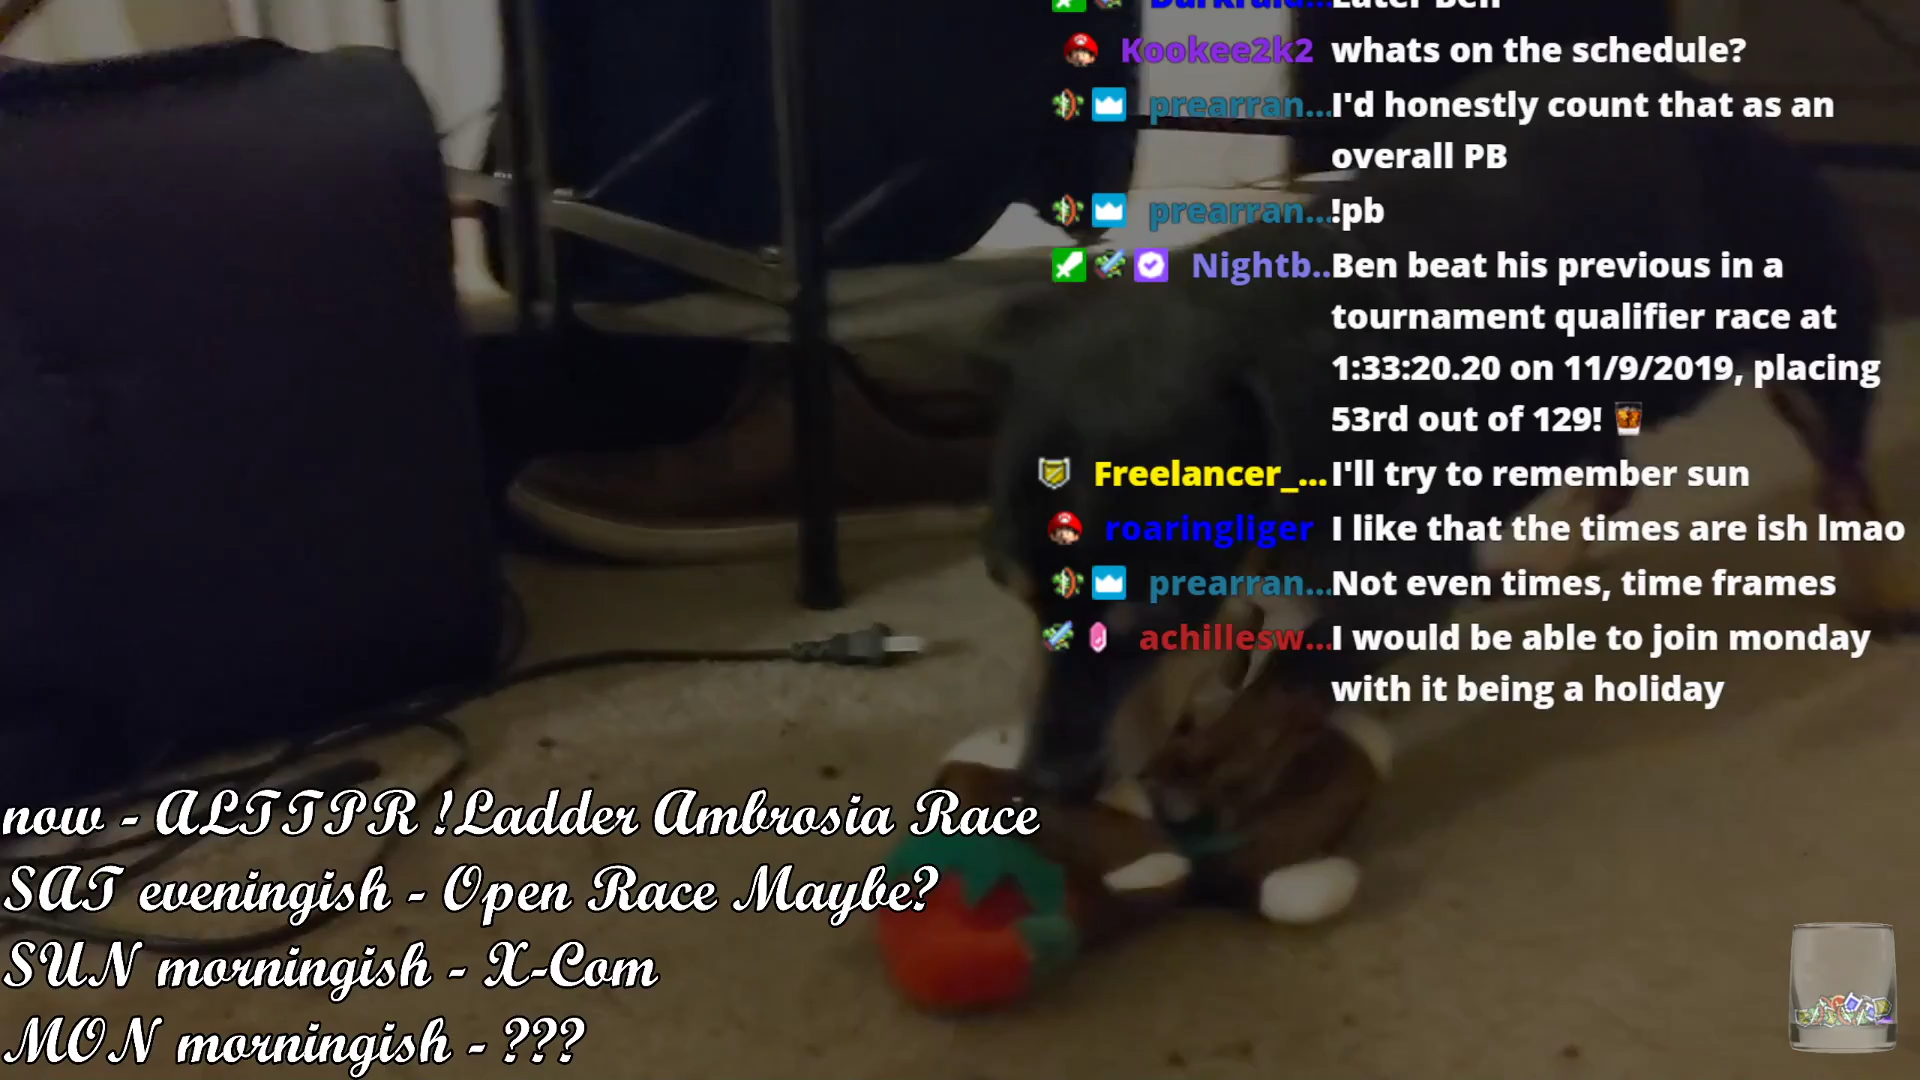 Later Ben
Kookee2k2 whats on the schedule?
prearran... I'd honestly count that as an
overall PB
prearran... !pb
Nightb.. Ben beat his previous in a
tournament qualifier race at
1:33:20.20 on 11/9/2019, placing
53rd out of 129!
Freelancer_... I'll try to remember sun
roaringliger I like that the times are ish lmao
prearran... Not even times, time frames
achillesw... I would be able to join monday
with it being a holiday
now - ALTTPR !Ladder Ambrosia Race
SAT eveningish - Open Race Maybe?
SUN morningish - X-Com
MON morningish - ???